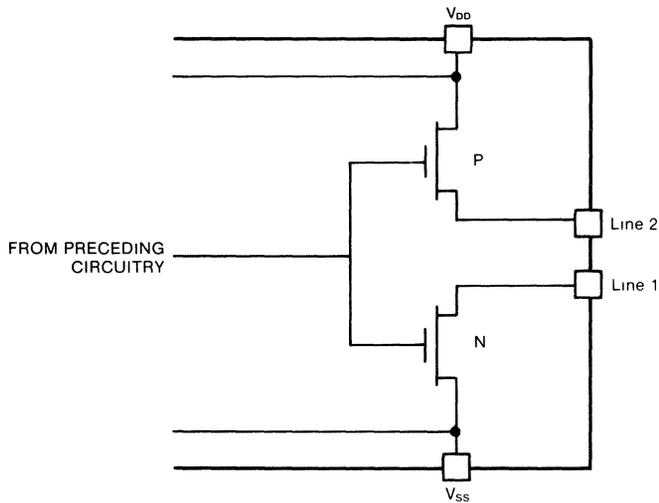 VDD
P
Line 2
FROM PRECEDING
CIRCUITRY
Line 1
N
VSS